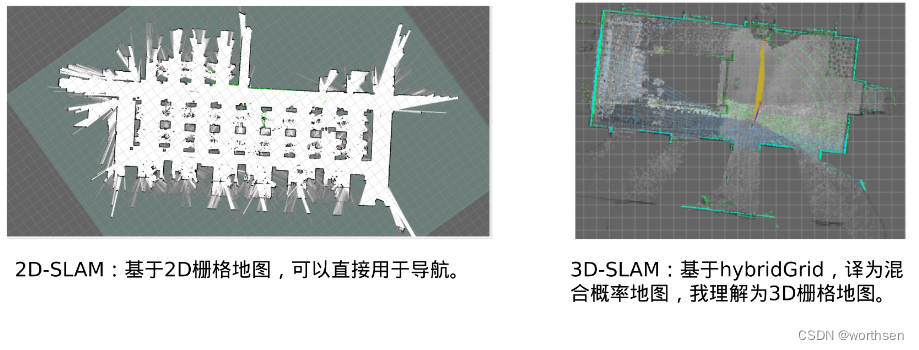 2D-SLAM：基于2D栅格地图，可以直接用于导航。
3D-SLAM：基于hybridGrid，译为混
合概率地图，我理解为3D栅格地图。
CSDN @worthsen